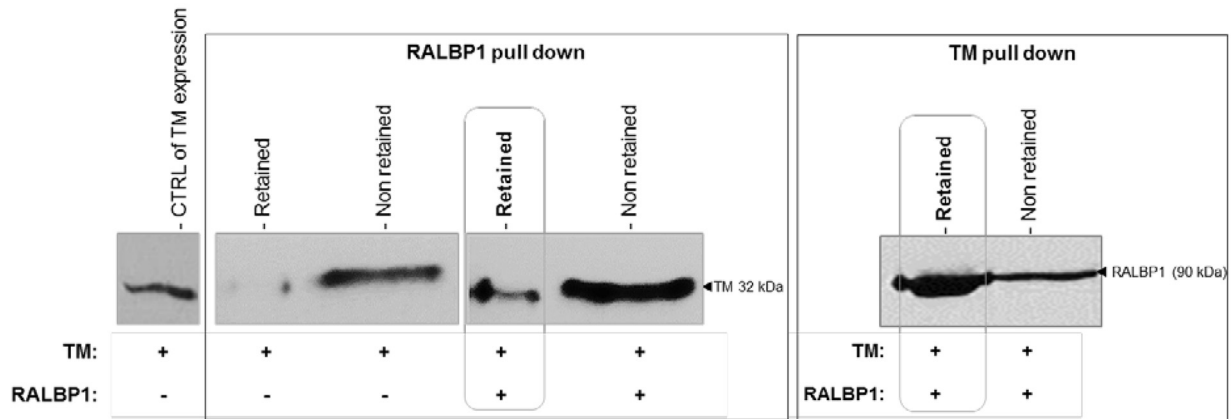 RALBP1 pull down
TM pull down
- CTRL of TM expression
- Retained
- Non retained
- Retained
- Non retained
- Retained
- Non retained
◄TM 32 kDa
◄RALBP1 (90 kDa)
TM: + + + + + + +
RALBP1: - - - + + + +